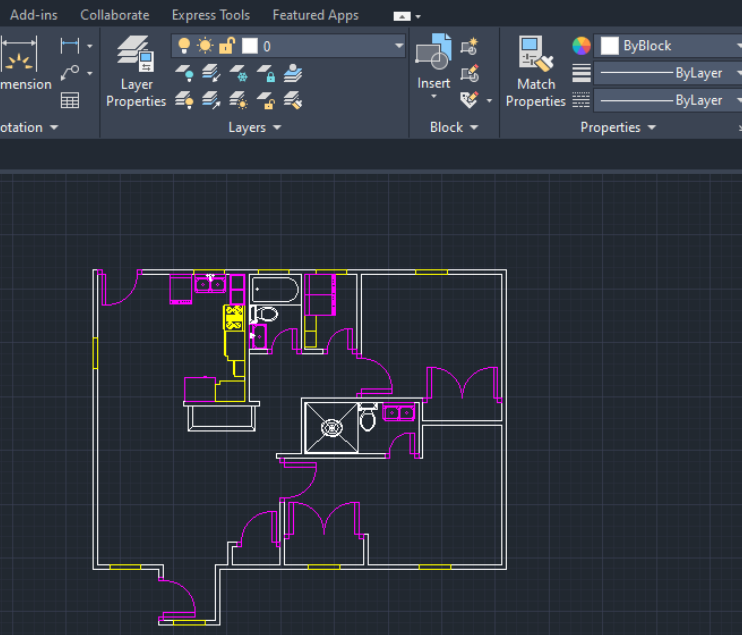 Add-ins Collaborate Express Tools Featured Apps
0
ByBlock
mension
Layer
Properties
Insert
Match
Properties
ByLayer
ByLayer
otation
Layers
Block
Properties